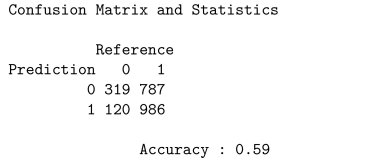 Confusion Matrix and Statistics
Reference
Prediction 0 1
0 319 787
1 120 986
Accuracy : 0.59